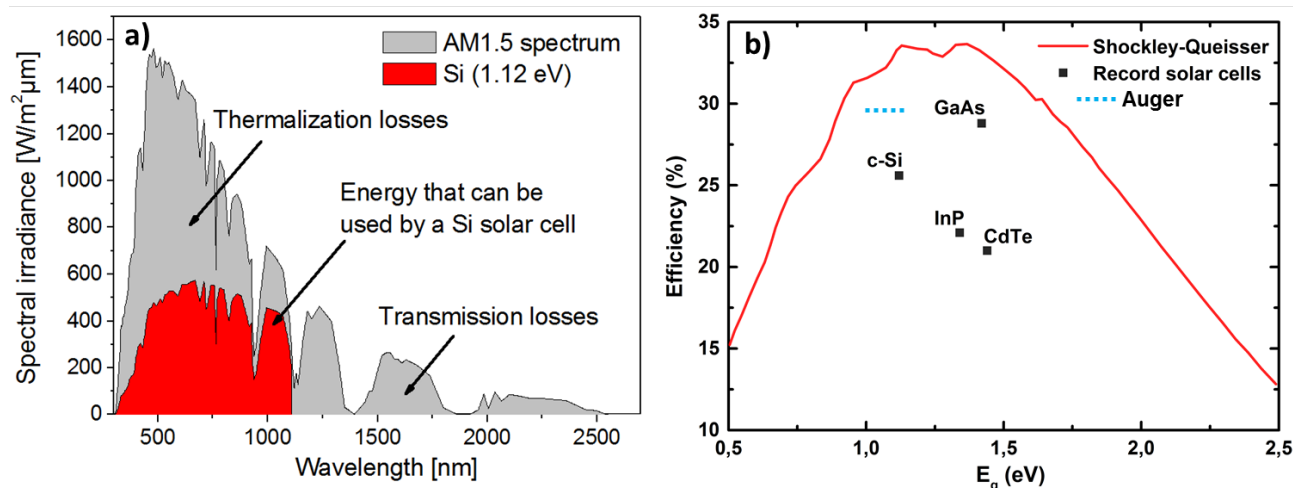 a)
AM1.5 spectrum
Si (1.12 eV)
Thermalization losses
Energy that can be
used by a Si solar cell
Transmission losses
Spectral irradiance [W/m²µm]
1600
1400
1200
1000
800
600
400
200
0
500
1000
1500
2000
2500
Wavelength [nm]
b)
Shockley-Queisser
Record solar cells
Auger
GaAs
c-Si
InP
CdTe
Efficiency (%)
35
30
25
20
15
10
0,5
1,0
1,5
2,0
2,5
E_g (eV)